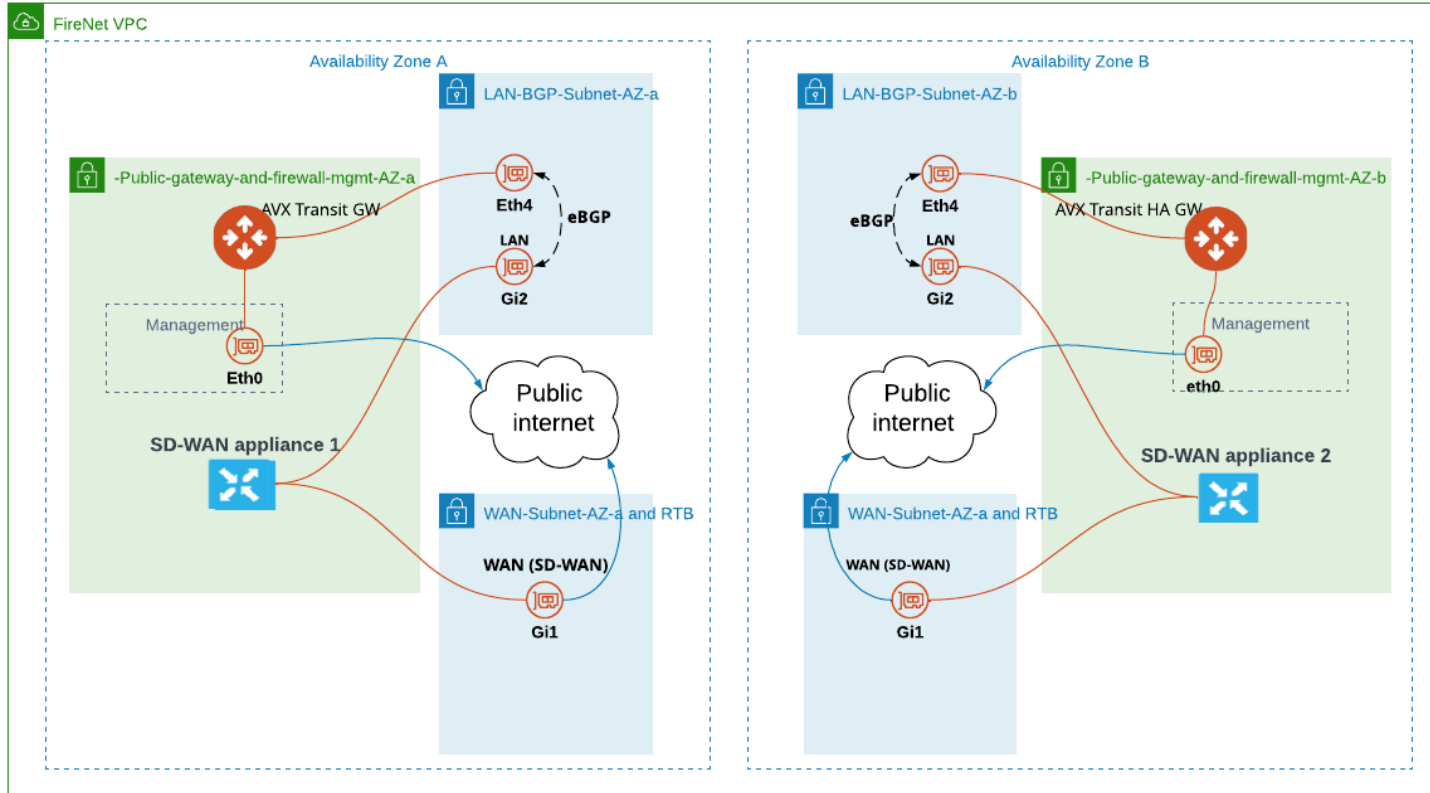 FireNet VPC
Availability Zone A
LAN-BGP-Subnet-AZ-a
-Public-gateway-and-firewall-mgmt-AZ-a
AVX Transit GW
Eth4
eBGP
LAN
Gi2
Management
Eth0
Public
internet
SD-WAN appliance 1
WAN-Subnet-AZ-a and RTB
WAN (SD-WAN)
Gi1
Availability Zone B
LAN-BGP-Subnet-AZ-b
-Public-gateway-and-firewall-mgmt-AZ-b
AVX Transit HA GW
Eth4
eBGP
LAN
Gi2
Management
eth0
Public
internet
SD-WAN appliance 2
WAN-Subnet-AZ-a and RTB
WAN (SD-WAN)
Gi1